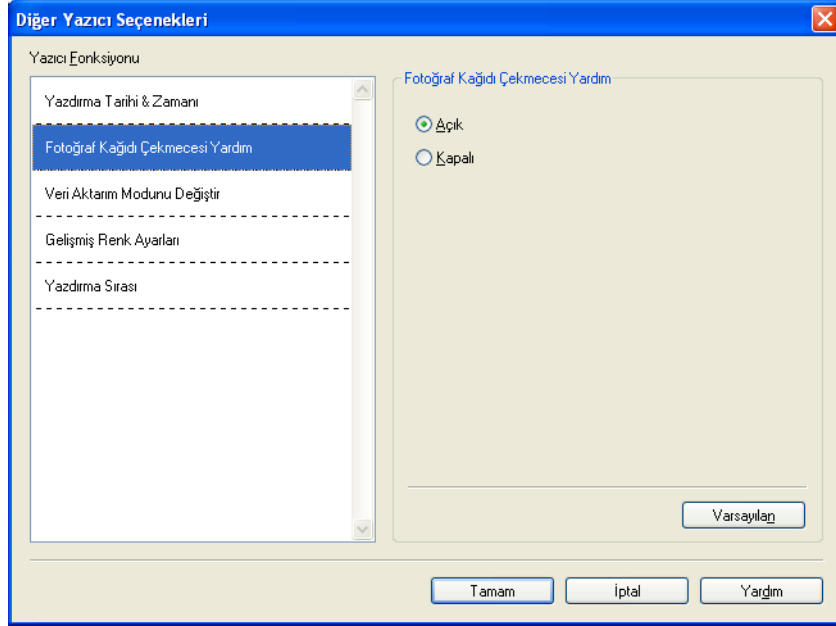 Diğer Yazıcı Seçenekleri
Yazıcı Fonksiyonu
Yazdırma Tarihi & Zamanı
Fotoğraf Kağıdı Çekmecesi Yardım
Veri Aktarım Modunu Değiştir
Gelişmiş Renk Ayarları
Yazdırma Sırası
Fotoğraf Kağıdı Çekmecesi Yardım
Açık
Kapalı
Varsayılan
Tamam
İptal
Yardım